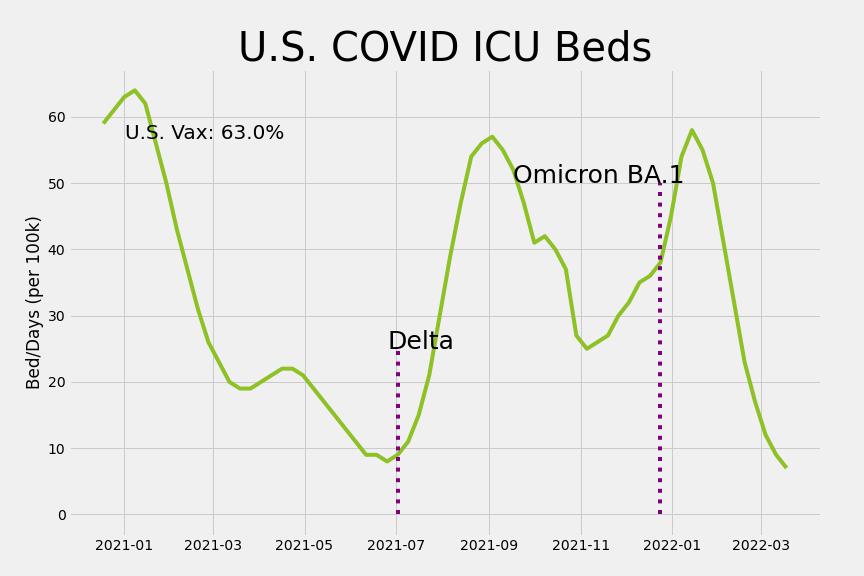 U.S. COVID ICU Beds
60
U.S. Vax: 63.0%
50
Omicron BA.1
40
Bed/Days (per 100k)
30
Delta
20
10
0
2021-01 2021-03 2021-05 2021-07 2021-09 2021-11 2022-01 2022-03